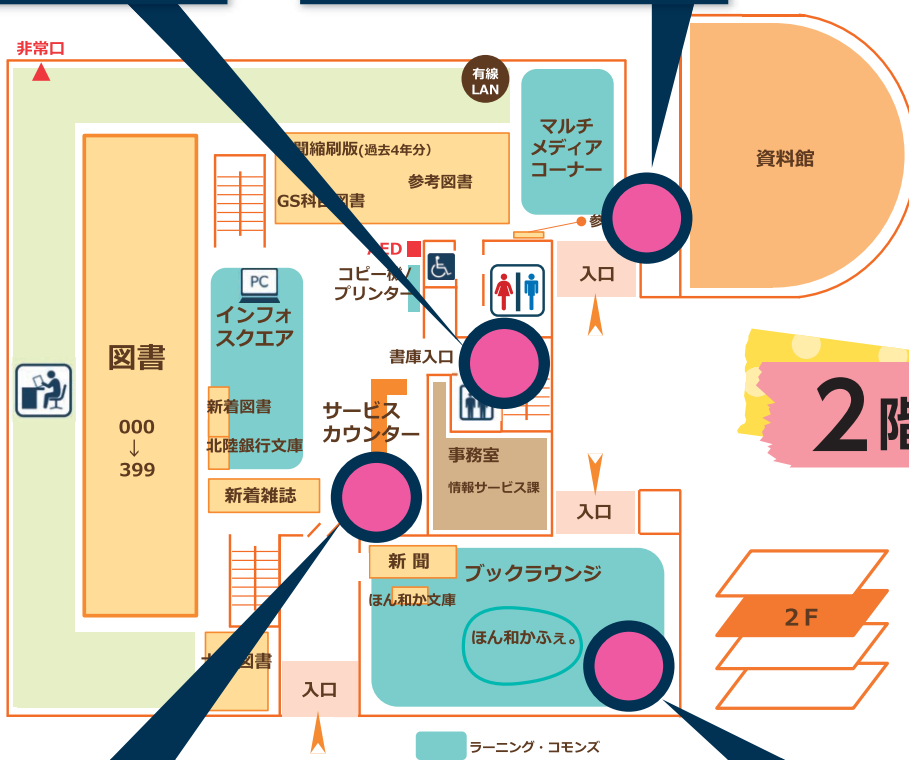 非常口
有線
LAN
マルチ
メディア
コーナー
資料館
聞縮刷版(過去4年分)
参考図書
GS科目図書
参
AED
コピー機/
プリンター
入口
PC
インフォ
スクエア
図書
000
↓
399
書庫入口
新着図書
北陸銀行文庫
サービス
カウンター
2階
事務室
情報サービス課
新着雑誌
入口
新聞
ブックラウンジ
ほん和か文庫
ほん和かふぇ。
2F
図書
入口
ラーニング・コモンズ